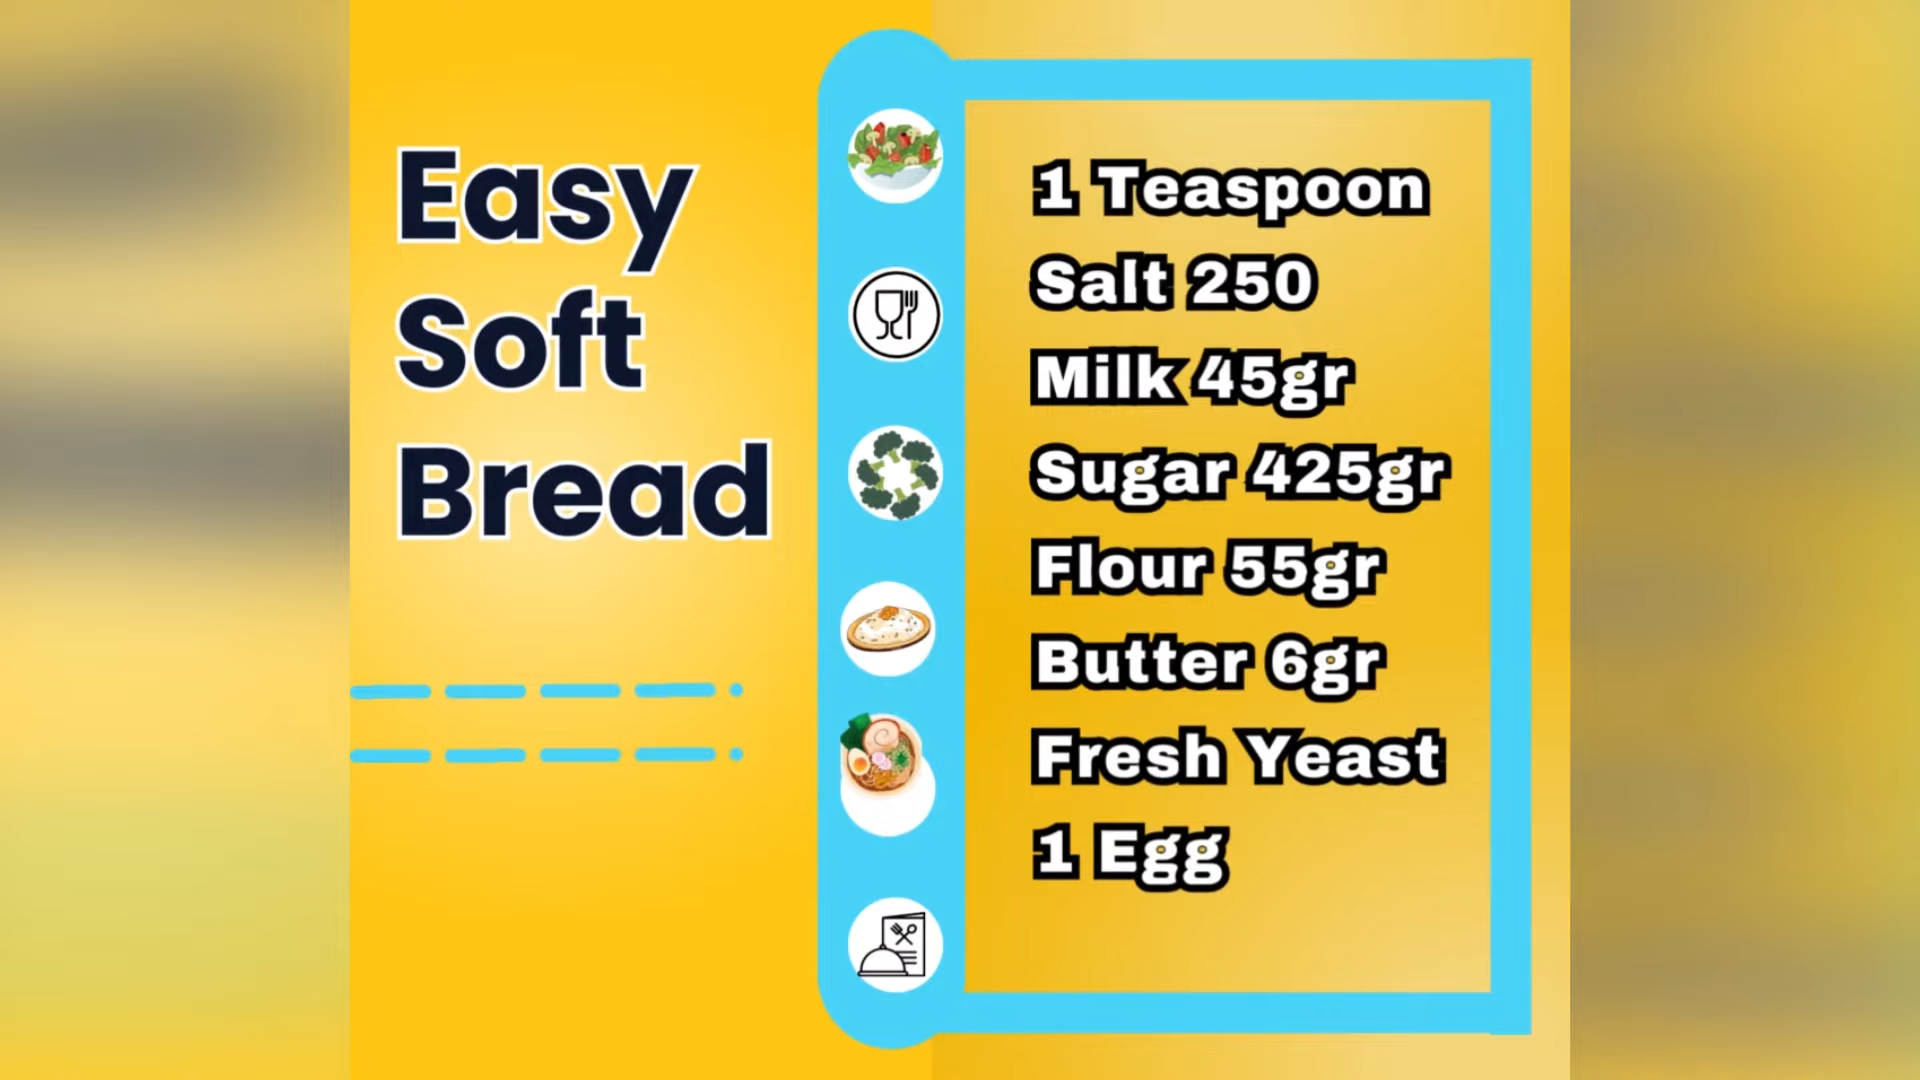 Easy
Soft
Bread
1 Teaspoon
Salt 250
Milk 45gr
Sugar 425gr
Flour 55gr
Butter 6gr
Fresh Yeast
1 Egg